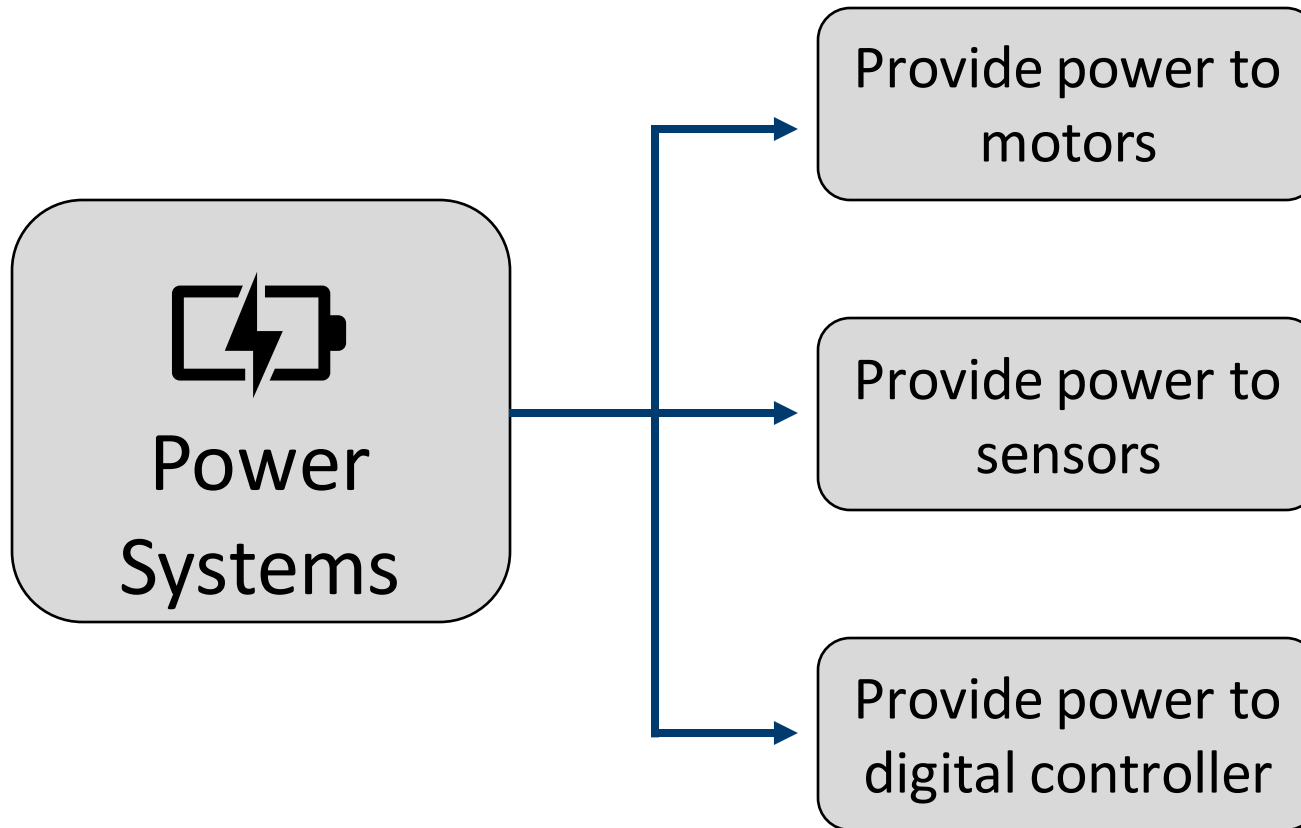 Provide power to
motors
Power
Systems
Provide power to
sensors
Provide power to
digital controller